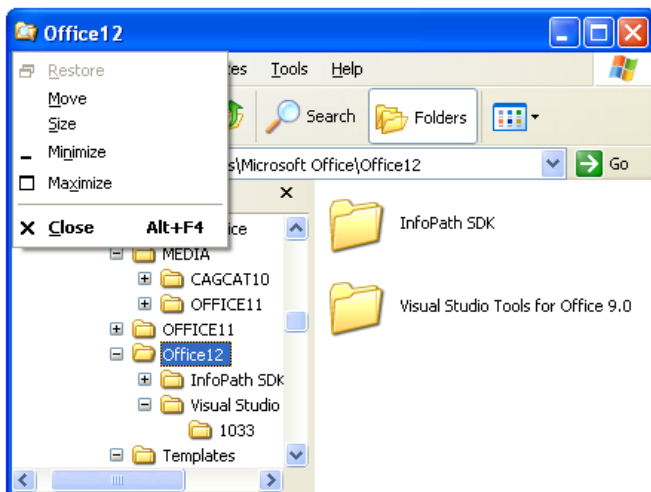 Office12
Restore
tes Tools Help
Move
Size
Search Folders
Minimize
s\Microsoft Office\Office12 Go
Maximize
Close Alt+F4
ice
InfoPath SDK
MEDIA
CAGCAT10
OFFICE11
Visual Studio Tools for Office 9.0
OFFICE11
Office12
InfoPath SDK
Visual Studio
1033
Templates